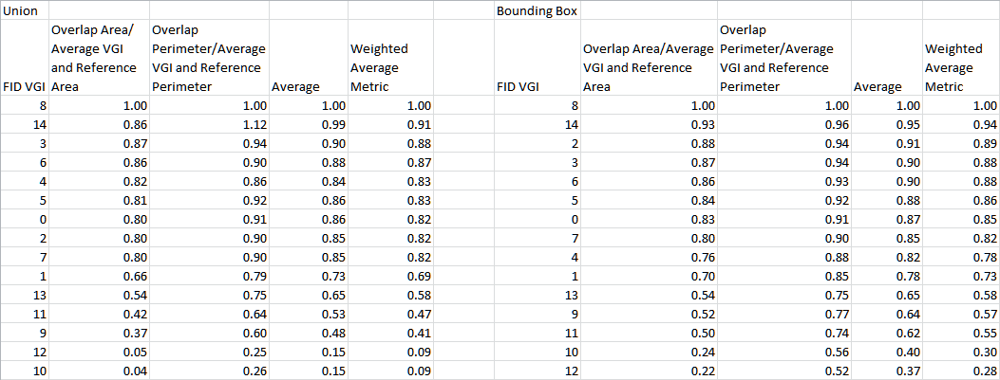 Union Bounding Box
Overlap Area/ Overlap Overlap
Average VGI Perimeter/Average Weighted Overlap Area/Average Perimeter/Average Weighted
and Reference VGI and Reference Average VGI and Reference VGI and Reference Average
FID VGI Area Perimeter Average Metric FID VGI Area Perimeter Average Metric
8 1.00 1.00 1.00 1.00 8 1.00 1.00 1.00 1.00
14 0.86 1.12 0.99 0.91 14 0.93 0.96 0.95 0.94
3 0.87 0.94 0.90 0.88 2 0.88 0.94 0.91 0.89
6 0.86 0.90 0.88 0.87 3 0.87 0.94 0.90 0.88
4 0.82 0.86 0.84 0.83 6 0.86 0.93 0.90 0.88
5 0.81 0.92 0.86 0.83 5 0.84 0.92 0.88 0.86
0 0.80 0.91 0.86 0.82 0 0.83 0.91 0.87 0.85
2 0.80 0.90 0.85 0.82 7 0.80 0.90 0.85 0.82
7 0.80 0.90 0.85 0.82 4 0.76 0.88 0.82 0.78
1 0.66 0.79 0.73 0.69 1 0.70 0.85 0.78 0.73
13 0.54 0.75 0.65 0.58 13 0.54 0.75 0.65 0.58
11 0.42 0.64 0.53 0.47 9 0.52 0.77 0.64 0.57
9 0.37 0.60 0.48 0.41 11 0.50 0.74 0.62 0.55
12 0.05 0.25 0.15 0.09 10 0.24 0.56 0.40 0.30
10 0.04 0.26 0.15 0.09 12 0.22 0.52 0.37 0.28